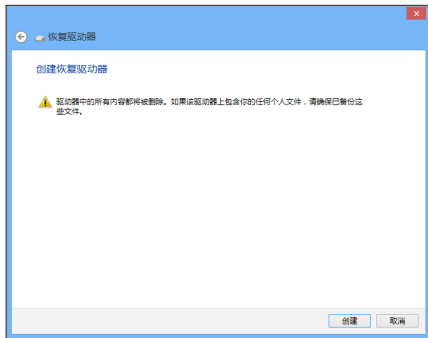 恢复驱动器
创建恢复驱动器
驱动器中的所有内容都将被删除。如果该驱动器上包含你的任何个人文件，请确保已备份这
些文件。
创建 取消